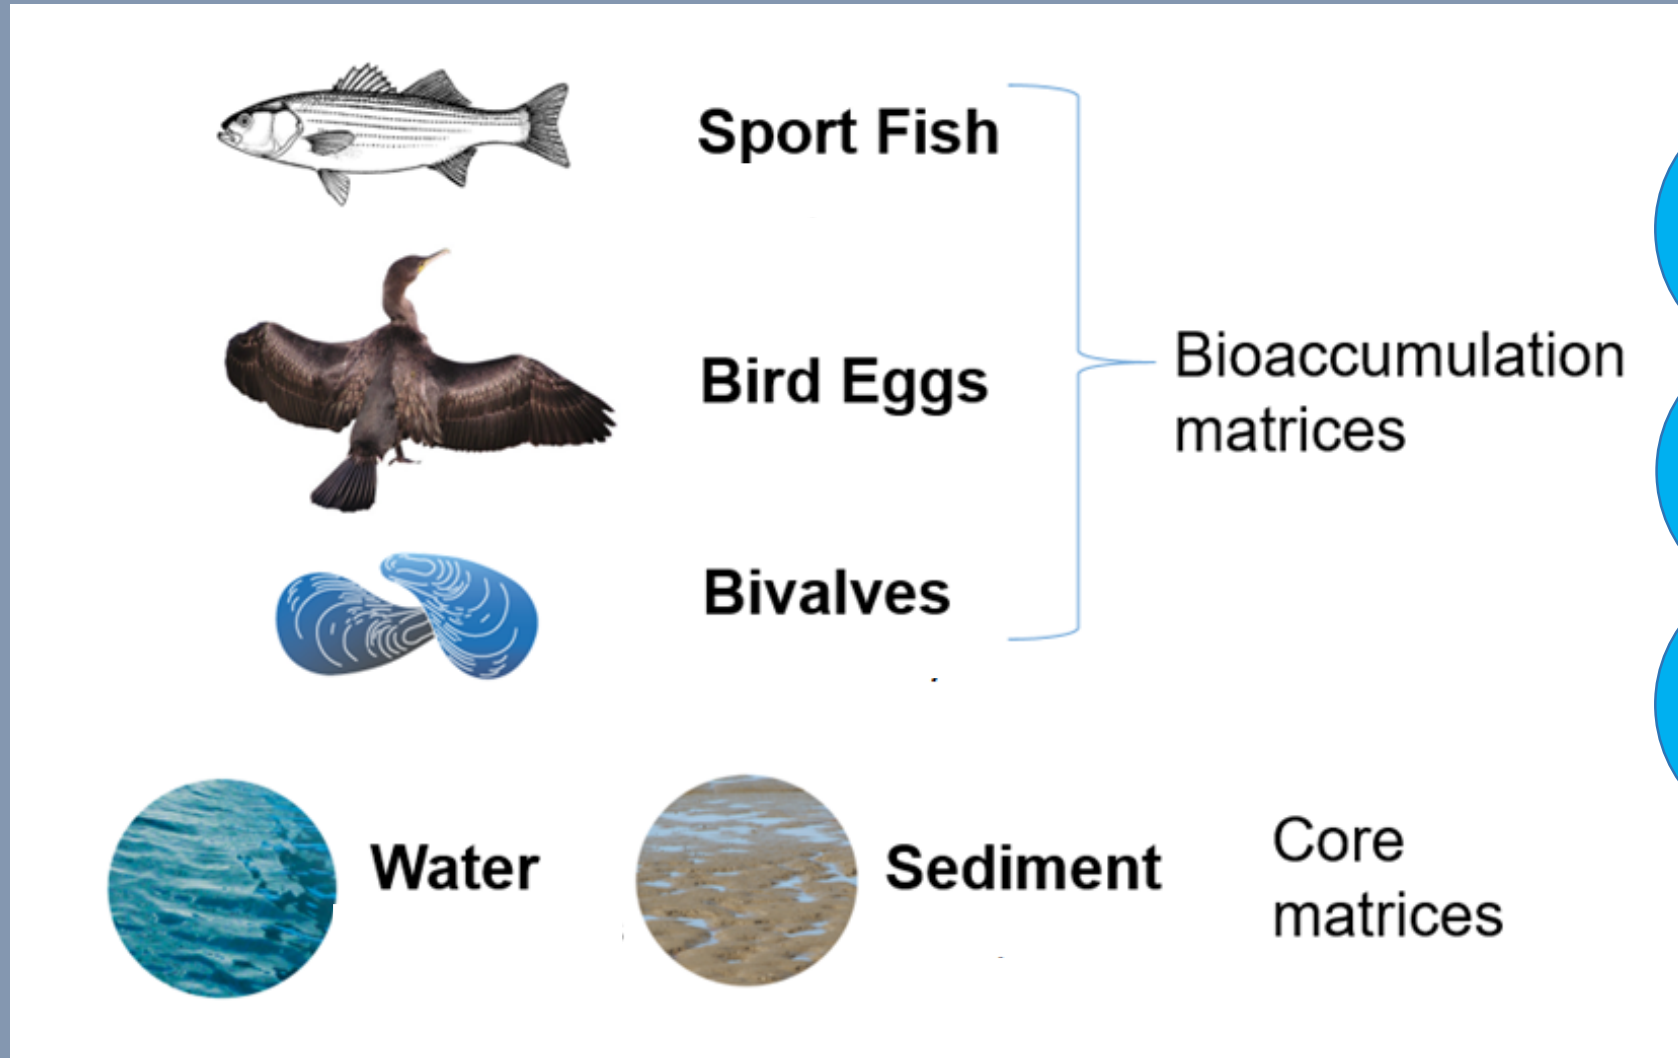 Sport Fish
Bird Eggs
Bioaccumulation
matrices
Bivalves
Water
Sediment
Core
matrices